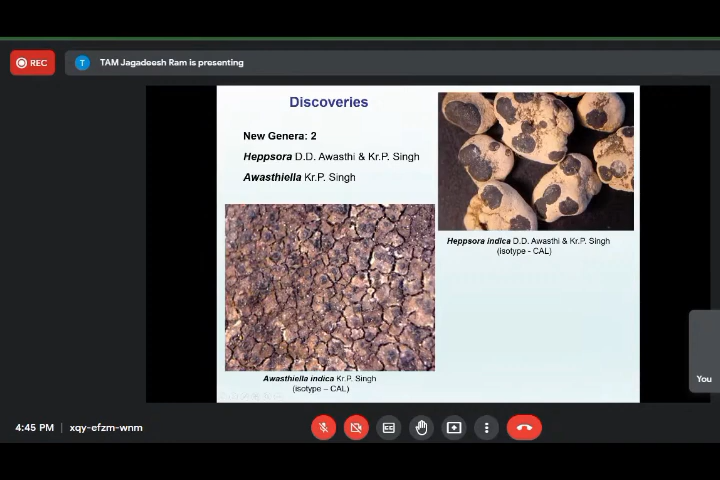 REC
T
TAM Jagadeesh Ram is presenting
Discoveries
New Genera: 2
Heppsora D.D. Awasthi & Kr.P. Singh
Awasthiella Kr.P. Singh
Heppsora indica D.D. Awasthi & Kr.P. Singh
(isotype - CAL)
Awasthiella indica Kr.P. Singh
(isotype – CAL)
You
4:45 PM | xqy-efzm-wnm
CC